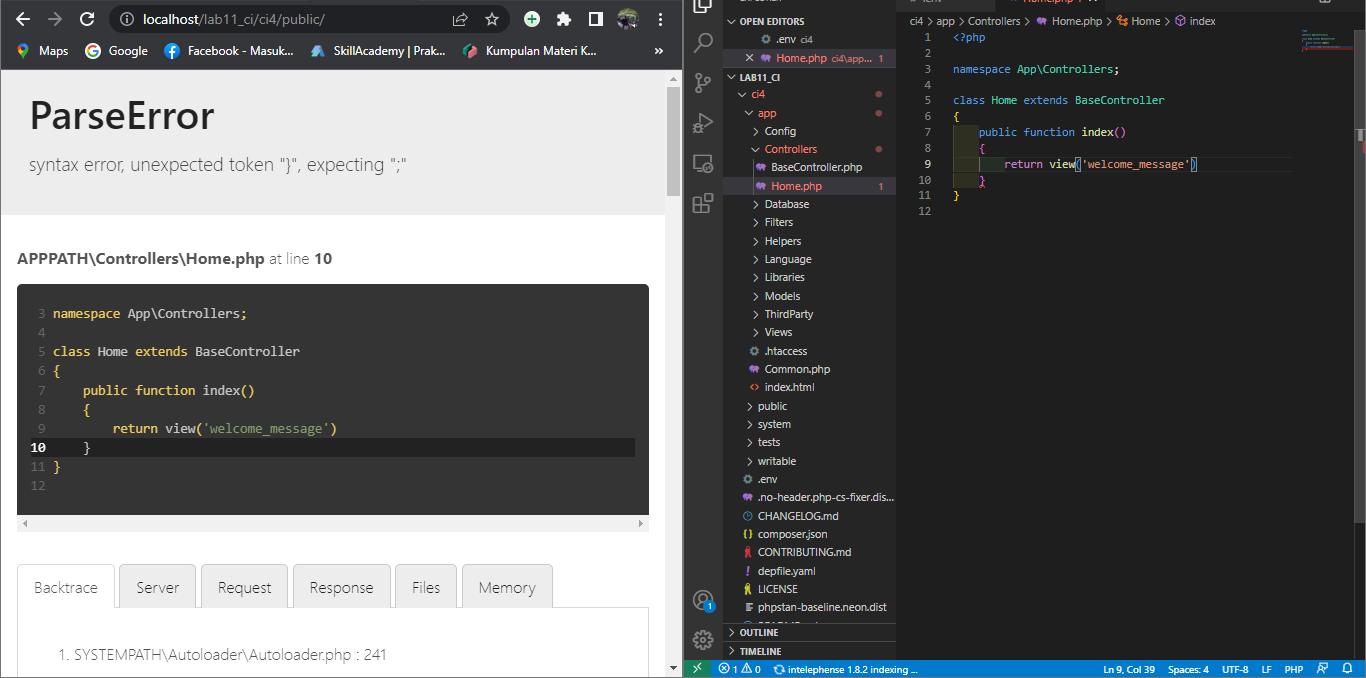 localhost/lab11_ci/ci4/public/
Maps
Google
Facebook - Masuk...
SkillAcademy | Prak...
Kumpulan Materi K...
»
ParseError
syntax error, unexpected token "}", expecting ";"
APPPATH\Controllers\Home.php at line 10
3 namespace App\Controllers;
4
5 class Home extends BaseController
6 {
7 public function index()
8 {
9 return view('welcome_message')
10 }
11 }
12
Backtrace
Server
Request
Response
Files
Memory
1. SYSTEMPATH\Autoloader\Autoloader.php : 241
OPEN EDITORS
.env ci4
Home.php ci4\app... 1
LAB11_CI
ci4
app
Config
Controllers
BaseController.php
Home.php 1
Database
Filters
Helpers
Language
Libraries
Models
ThirdParty
Views
.htaccess
Common.php
index.html
public
system
tests
writable
.env
.no-header.php-cs-fixer.dis...
CHANGELOG.md
composer.json
CONTRIBUTING.md
depfile.yaml
LICENSE
phpstan-baseline.neon.dist
OUTLINE
TIMELINE
1
ci4 > app > Controllers > Home.php > Home > index
1 <?php
2
3 namespace App\Controllers;
4
5 class Home extends BaseController
6 {
7 public function index()
8 {
9 return view('welcome_message')
10 }
11 }
12
1 0 intelephense 1.8.2 indexing ...
Ln 9, Col 39 Spaces: 4 UTF-8 LF PHP